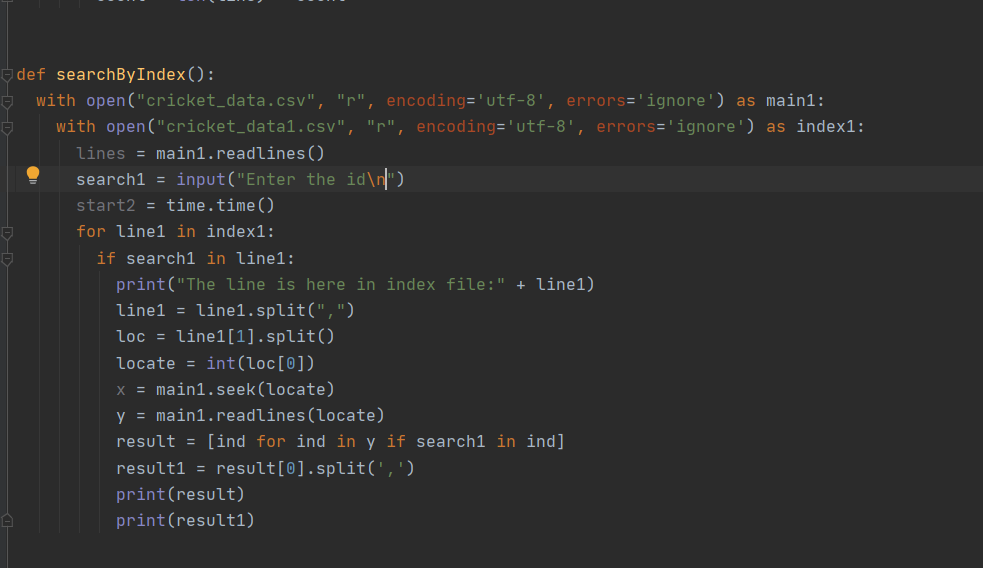 def searchByIndex():
  with open("cricket_data.csv", "r", encoding='utf-8', errors='ignore') as main1:
    with open("cricket_data1.csv", "r", encoding='utf-8', errors='ignore') as index1:
      lines = main1.readlines()
      search1 = input("Enter the id\n")
      start2 = time.time()
      for line1 in index1:
        if search1 in line1:
          print("The line is here in index file:" + line1)
          line1 = line1.split(",")
          loc = line1[1].split()
          locate = int(loc[0])
          x = main1.seek(locate)
          y = main1.readlines(locate)
          result = [ind for ind in y if search1 in ind]
          result1 = result[0].split(',')
          print(result)
          print(result1)